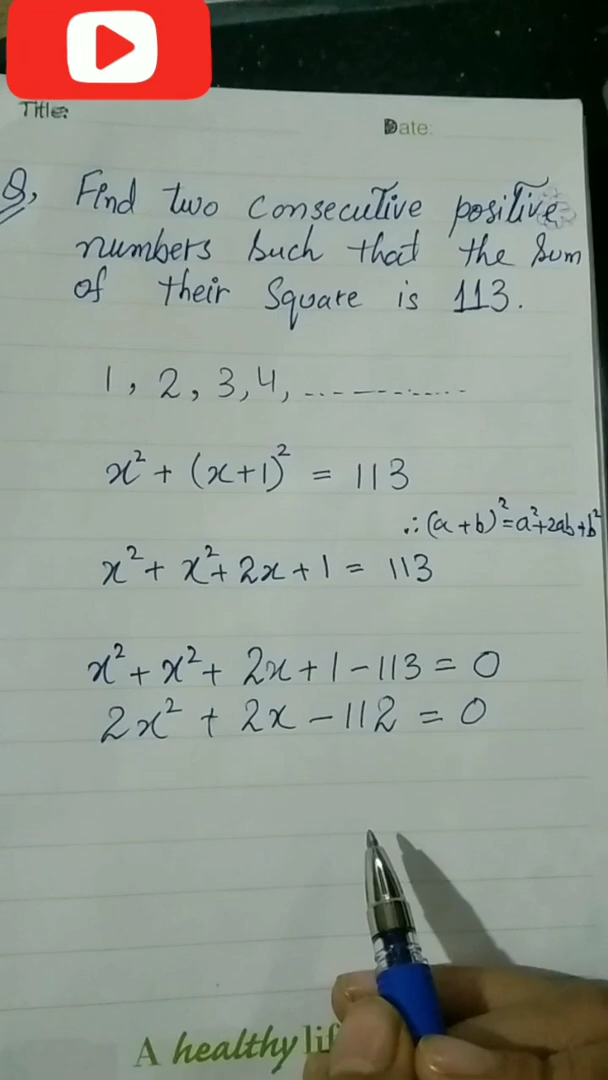 Title:
Date:
Q, Find two consecutive positive
numbers such that the sum
of their Square is 113.
1, 2, 3, 4, ............
x² + (x+1)² = 113
∴ (a+b)² = a²+2ab+b²
x² + x² + 2x + 1 = 113
x² + x² + 2x + 1 - 113 = 0
2x² + 2x - 112 = 0
A healthy